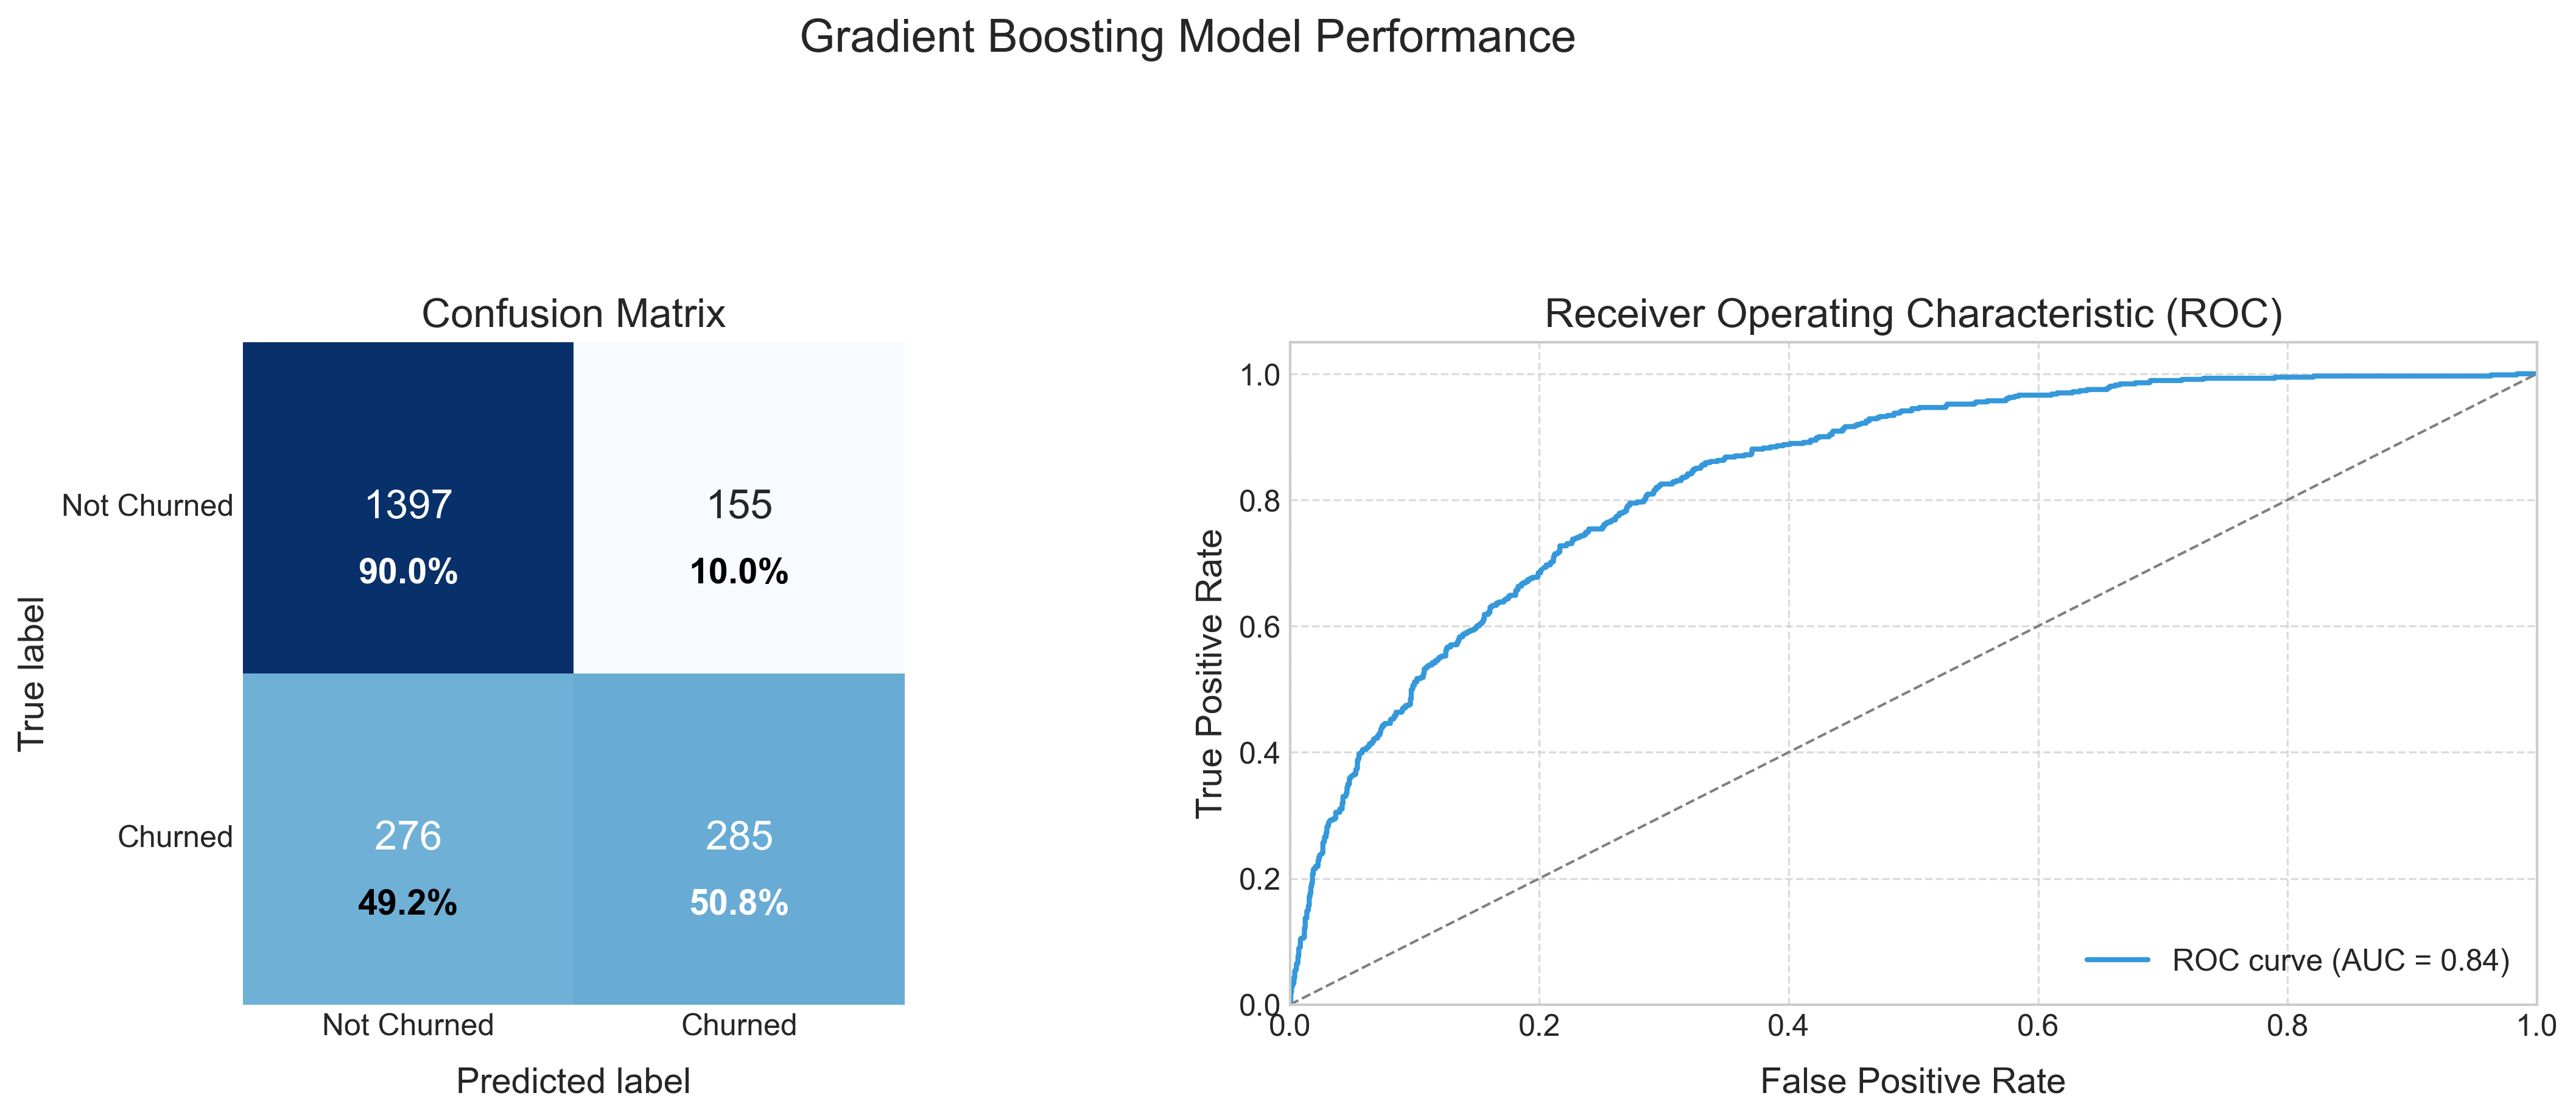 Gradient Boosting Model Performance
Confusion Matrix
True label
Not Churned
1397
155
90.0%
10.0%
Churned
276
285
49.2%
50.8%
Not Churned
Churned
Predicted label
Receiver Operating Characteristic (ROC)
True Positive Rate
1.0
0.8
0.6
0.4
0.2
0.0
ROC curve (AUC = 0.84)
0.0
0.2
0.4
0.6
0.8
1.0
False Positive Rate